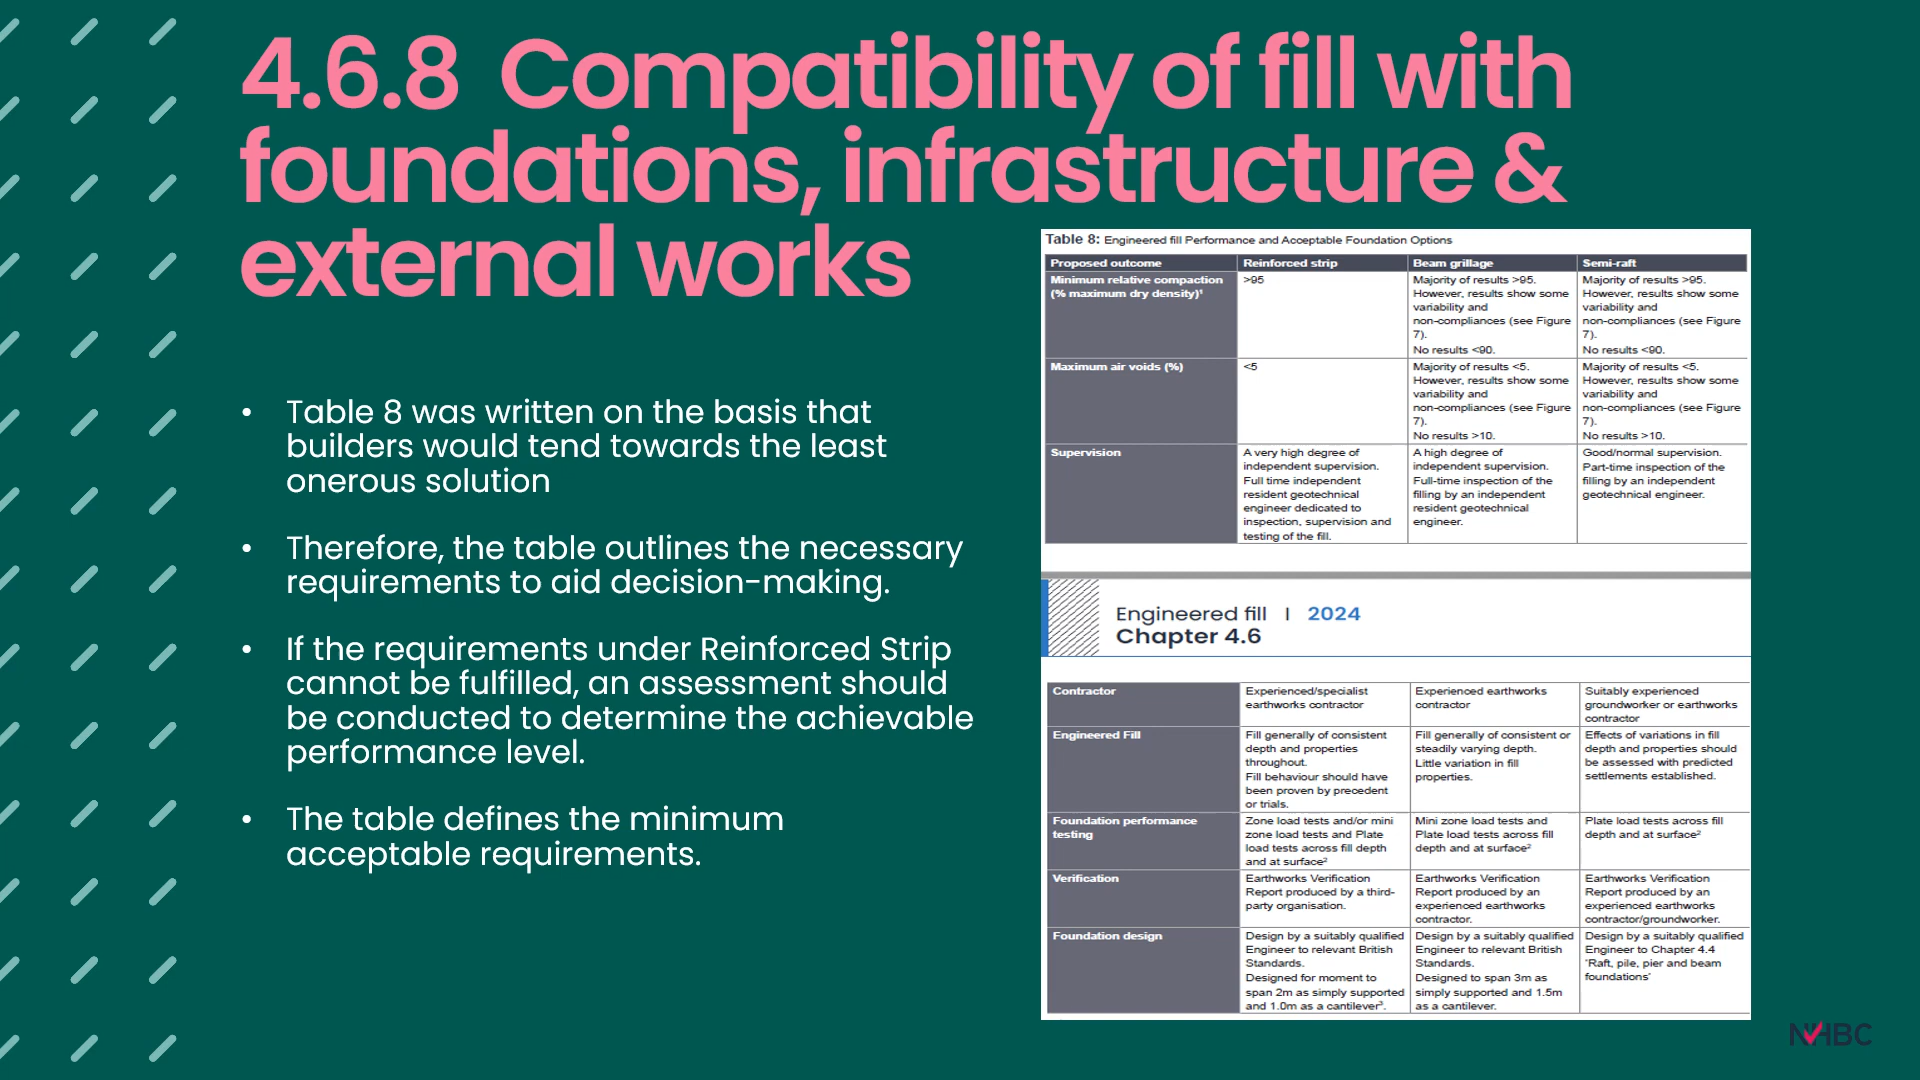 4.6.8 Compatibility of fill with
foundations, infrastructure &
external works
• Table 8 was written on the basis that
builders would tend towards the least
onerous solution
• Therefore, the table outlines the necessary
requirements to aid decision-making.
• If the requirements under Reinforced Strip
cannot be fulfilled, an assessment should
be conducted to determine the achievable
performance level.
• The table defines the minimum
acceptable requirements.
Table 8: Engineered fill Performance and Acceptable Foundation Options
Proposed outcome
Reinforced strip
Beam grillage
Semi-raft
Minimum relative compaction
(% maximum dry density)¹
>95
Majority of results >95.
However, results show some
variability and
non-compliances (see Figure
7).
No results <90.
Majority of results >95.
However, results show some
variability and
non-compliances (see Figure
7).
No results <90.
Maximum air voids (%)
<5
Majority of results <5.
However, results show some
variability and
non-compliances (see Figure
7).
No results >10.
Majority of results <5.
However, results show some
variability and
non-compliances (see Figure
7).
No results >10.
Supervision
A very high degree of
independent supervision.
Full time independent
resident geotechnical
engineer dedicated to
inspection, supervision and
testing of the fill.
A high degree of
independent supervision.
Full-time inspection of the
filling by an independent
resident geotechnical
engineer.
Good/normal supervision.
Part-time inspection of the
filling by an independent
geotechnical engineer.
Engineered fill I 2024
Chapter 4.6
Contractor
Experienced/specialist
earthworks contractor
Experienced earthworks
contractor
Suitably experienced
groundworker or earthworks
contractor
Engineered Fill
Fill generally of consistent
depth and properties
throughout.
Fill behaviour should have
been proven by precedent
or trials.
Fill generally of consistent or
steadily varying depth.
Little variation in fill
properties.
Effects of variations in fill
depth and properties should
be assessed with predicted
settlements established.
Foundation performance
testing
Zone load tests and/or mini
zone load tests and Plate
load tests across fill depth
and at surface²
Mini zone load tests and
Plate load tests across fill
depth and at surface²
Plate load tests across fill
depth and at surface²
Verification
Earthworks Verification
Report produced by a third-
party organisation.
Earthworks Verification
Report produced by an
experienced earthworks
contractor.
Earthworks Verification
Report produced by an
experienced earthworks
contractor/groundworker.
Foundation design
Design by a suitably qualified
Engineer to relevant British
Standards.
Designed for moment to
span 2m as simply supported
and 1.0m as a cantilever³.
Design by a suitably qualified
Engineer to relevant British
Standards.
Designed to span 3m as
simply supported and 1.5m
as a cantilever.
Design by a suitably qualified
Engineer to Chapter 4.4
'Raft, pile, pier and beam
foundations'
NHBC